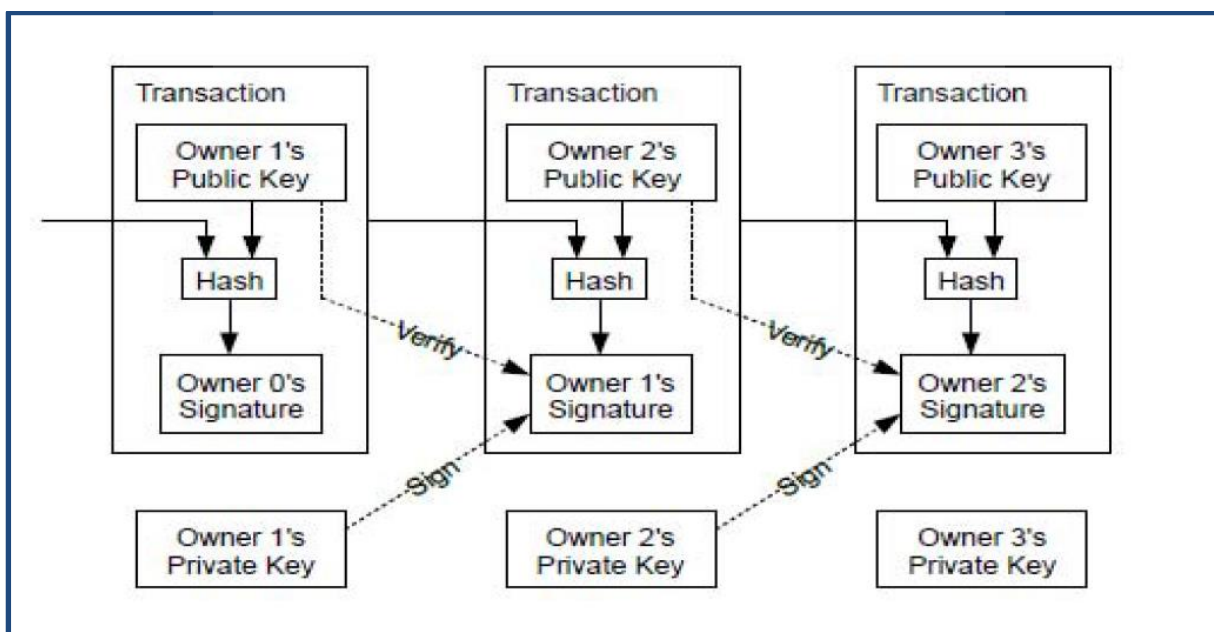 Transaction
Owner 1's
Public Key
Hash
Owner 0's
Signature
Transaction
Owner 2's
Public Key
Hash
Owner 1's
Signature
Transaction
Owner 3's
Public Key
Hash
Owner 2's
Signature
Verify
Verify
Sign
Sign
Owner 1's
Private Key
Owner 2's
Private Key
Owner 3's
Private Key